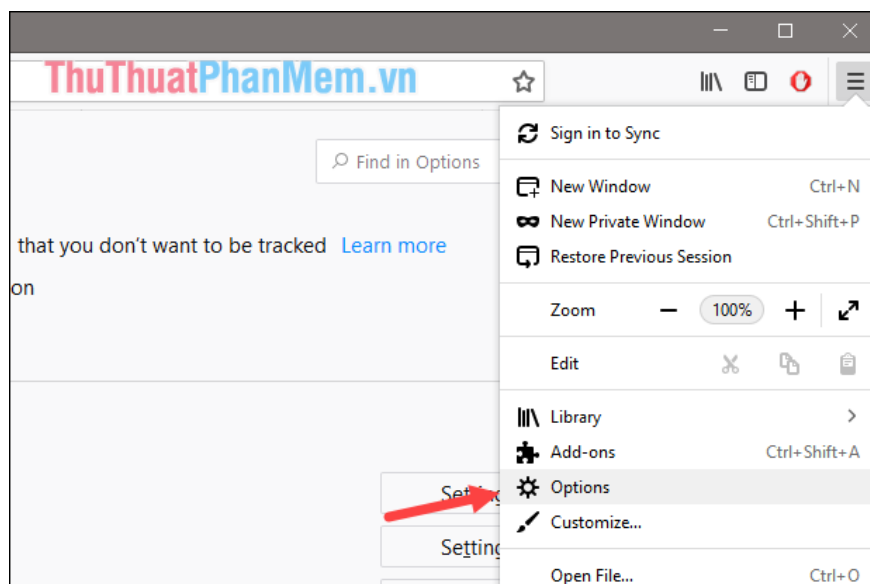 ThuThuatPhanMem.vn
Find in Options
that you don't want to be tracked Learn more
on
Sign in to Sync
New Window Ctrl+N
New Private Window Ctrl+Shift+P
Restore Previous Session
Zoom 100%
Edit
Library
Add-ons Ctrl+Shift+A
Options
Customize...
Open File... Ctrl+O